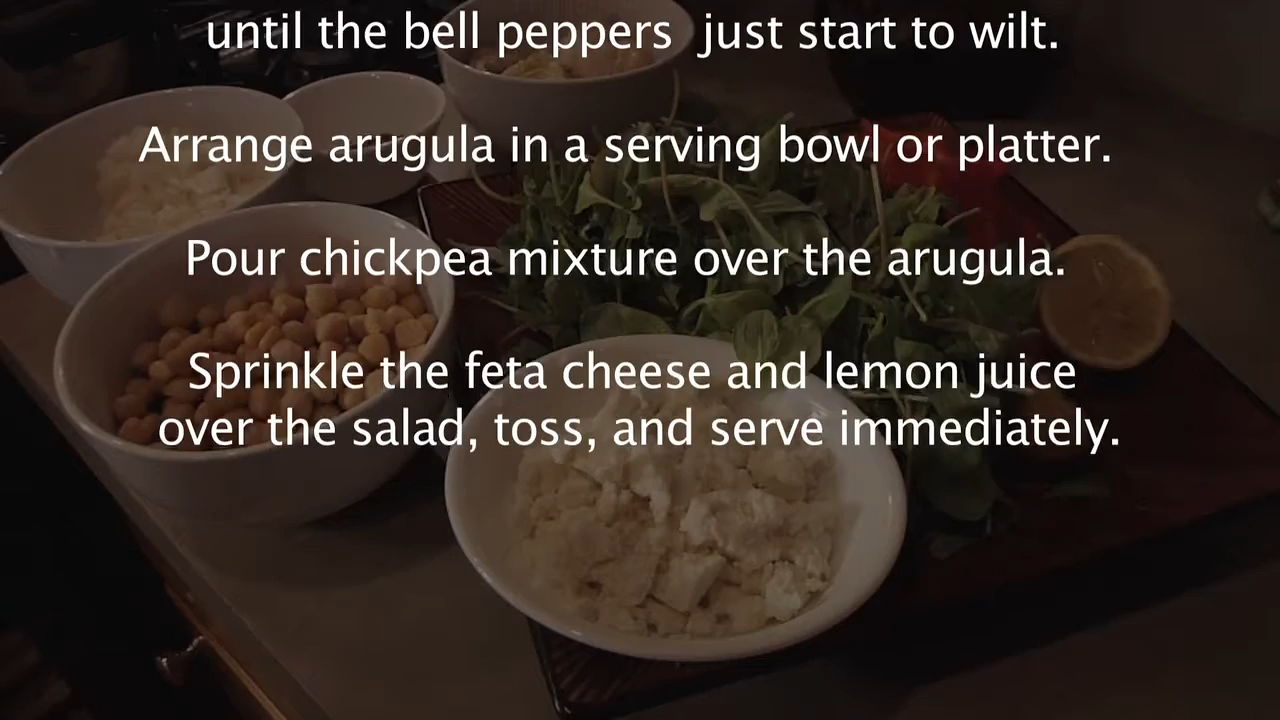 until the bell peppers  just start to wilt.
Arrange arugula in a serving bowl or platter.
Pour chickpea mixture over the arugula.
Sprinkle the feta cheese and lemon juice
over the salad, toss, and serve immediately.